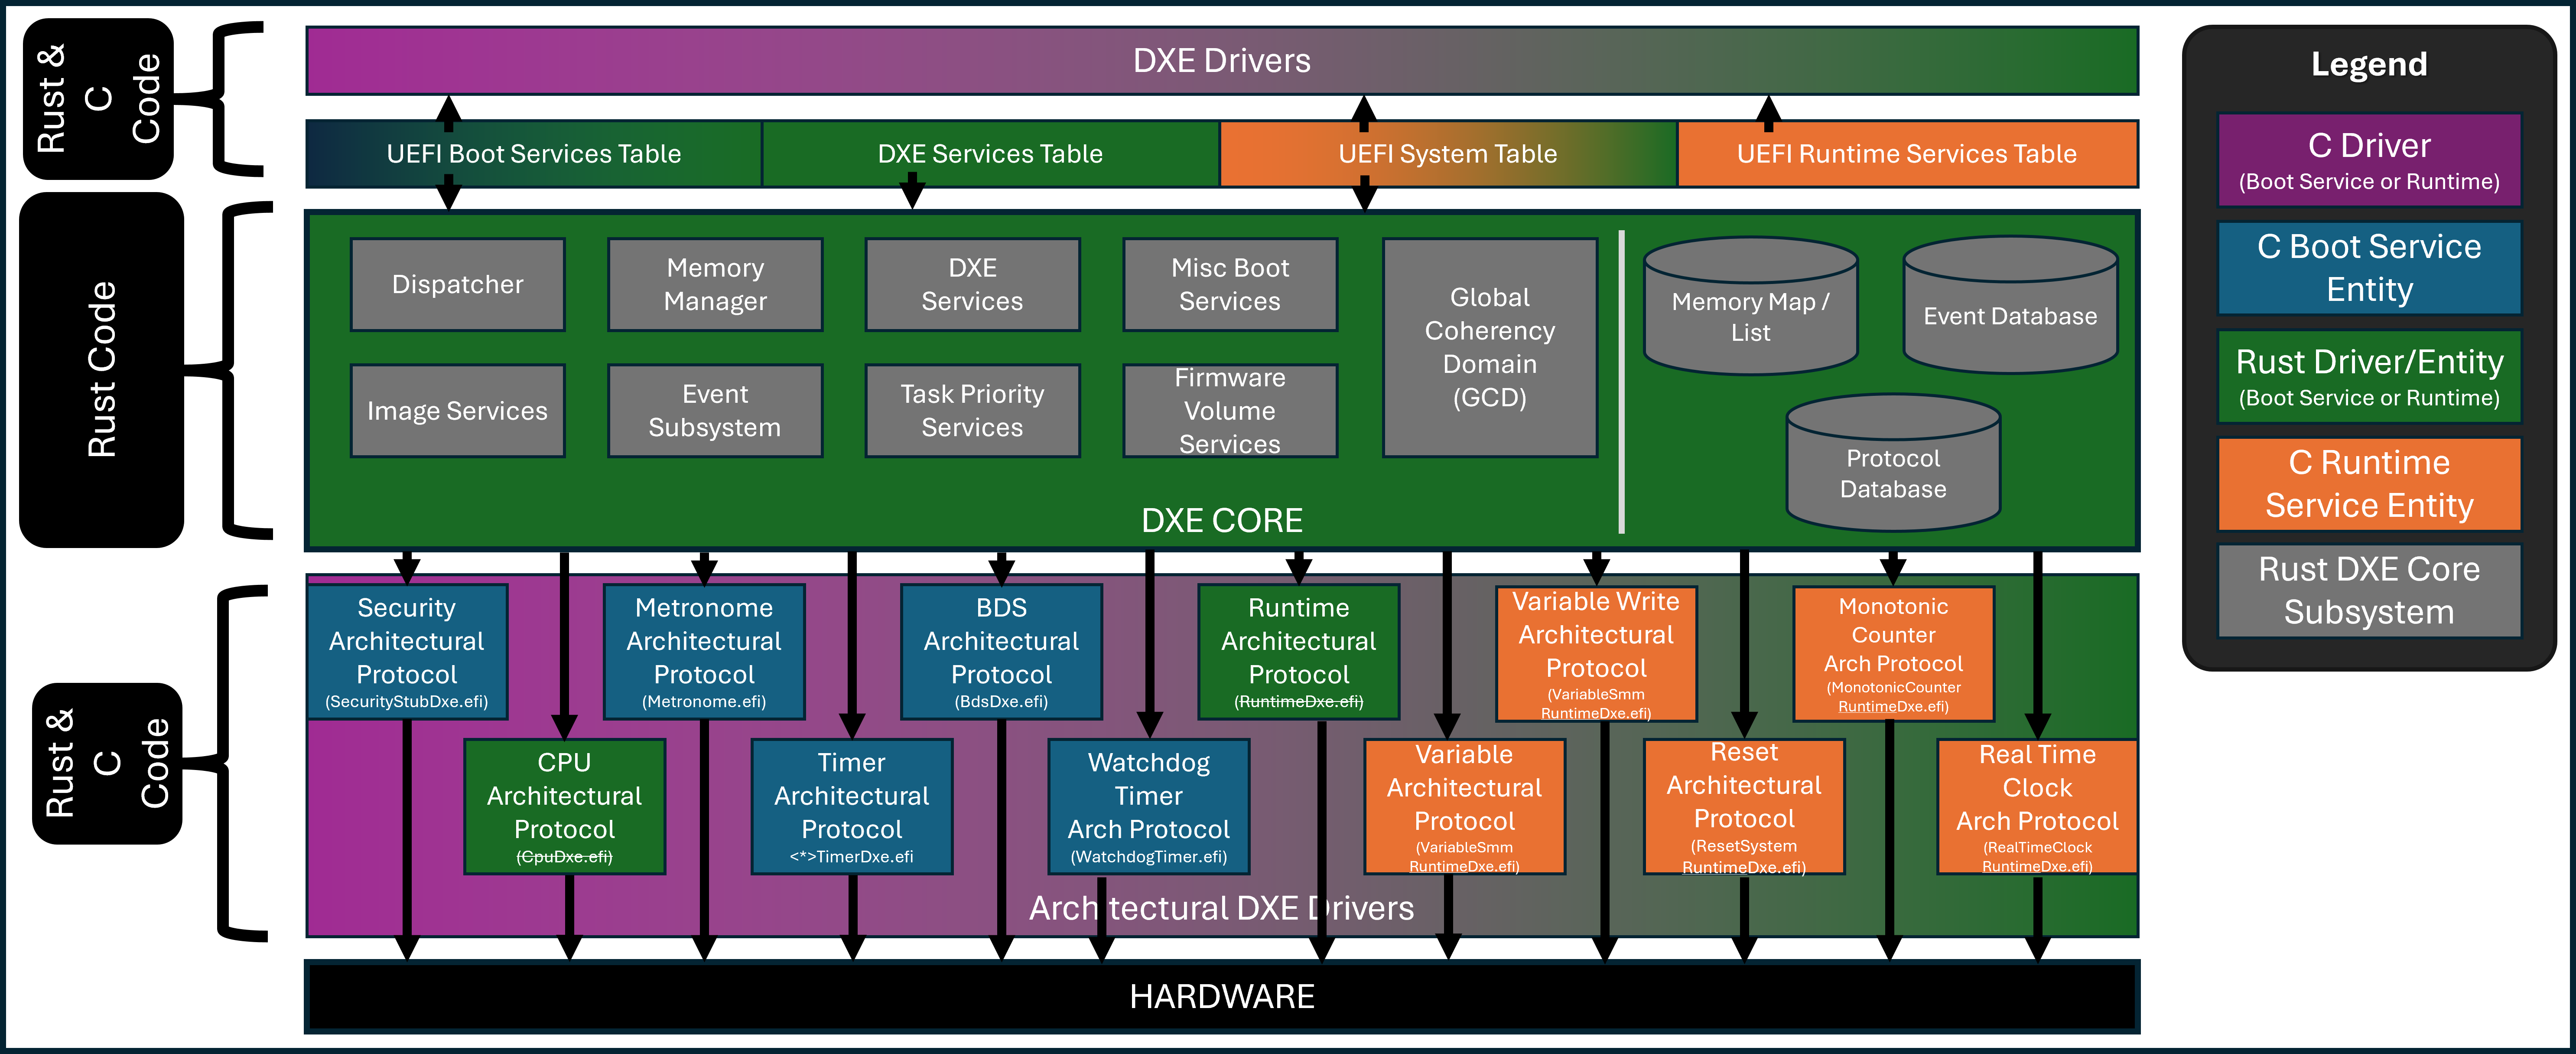 Rust &
C
Code
DXE Drivers
UEFI Boot Services Table
DXE Services Table
UEFI System Table
UEFI Runtime Services Table
Rust Code
Dispatcher
Memory
Manager
DXE
Services
Misc Boot
Services
Global
Coherency
Domain
(GCD)
Image Services
Event
Subsystem
Task Priority
Services
Firmware
Volume
Services
Memory Map /
List
Event Database
Protocol
Database
DXE CORE
Rust &
C
Code
Security
Architectural
Protocol
(SecurityStubDxe.efi)
Metronome
Architectural
Protocol
(Metronome.efi)
BDS
Architectural
Protocol
(BdsDxe.efi)
Runtime
Architectural
Protocol
(RuntimeDxe.efi)
Variable Write
Architectural
Protocol
(VariableSmm
RuntimeDxe.efi)
Monotonic
Counter
Arch Protocol
(MonotonicCounter
RuntimeDxe.efi)
CPU
Architectural
Protocol
(CpuDxe.efi)
Timer
Architectural
Protocol
<*>TimerDxe.efi
Watchdog
Timer
Arch Protocol
(WatchdogTimer.efi)
Variable
Architectural
Protocol
(VariableSmm
RuntimeDxe.efi)
Reset
Architectural
Protocol
(ResetSystem
RuntimeDxe.efi)
Real Time
Clock
Arch Protocol
(RealTimeClock
RuntimeDxe.efi)
Architectural DXE Drivers
HARDWARE
Legend
C Driver
(Boot Service or Runtime)
C Boot Service
Entity
Rust Driver/Entity
(Boot Service or Runtime)
C Runtime
Service Entity
Rust DXE Core
Subsystem